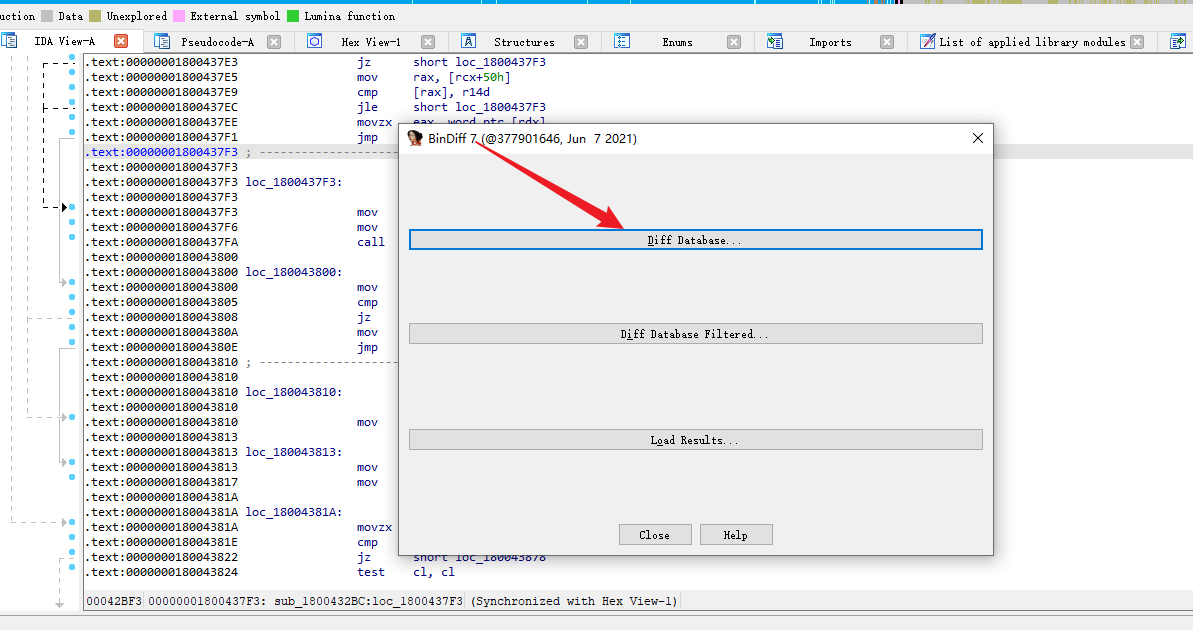 uction Data Unexplored External symbol Lumina function
IDA View-A Pseudocode-A Hex View-1 Structures Enums Imports List of applied library modules
.text:00000001800437E3 jz short loc_1800437F3
.text:00000001800437E5 mov rax, [rcx+50h]
.text:00000001800437E9 cmp [rax], r14d
.text:00000001800437EC jle short loc_1800437F3
.text:00000001800437EE movzx eax, word ptr [rdx]
.text:00000001800437F1 jmp
.text:00000001800437F3 ; ---------------------
.text:00000001800437F3
.text:00000001800437F3 loc_1800437F3:
.text:00000001800437F3
.text:00000001800437F3 mov
.text:00000001800437F6 mov
.text:00000001800437FA call
.text:0000000180043800
.text:0000000180043800 loc_180043800:
.text:0000000180043800 mov
.text:0000000180043805 cmp
.text:0000000180043808 jz
.text:000000018004380A mov
.text:000000018004380E jmp
.text:0000000180043810 ; ---------------------
.text:0000000180043810
.text:0000000180043810 loc_180043810:
.text:0000000180043810
.text:0000000180043810 mov
.text:0000000180043813
.text:0000000180043813 loc_180043813:
.text:0000000180043813 mov
.text:0000000180043817 mov
.text:000000018004381A
.text:000000018004381A loc_18004381A:
.text:000000018004381A movzx
.text:000000018004381E cmp
.text:0000000180043822 jz short loc_180043878
.text:0000000180043824 test cl, cl
BinDiff 7 (@377901646, Jun 7 2021)
Diff Database...
Diff Database Filtered...
Load Results...
Close Help
00042BF3 00000001800437F3: sub_1800432BC:loc_1800437F3 (Synchronized with Hex View-1)